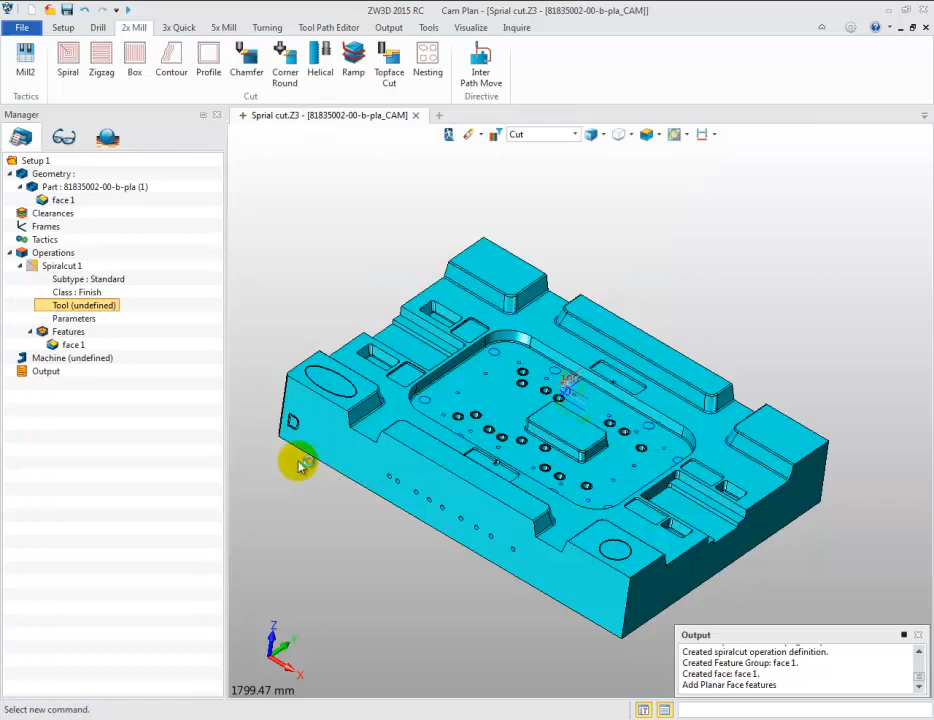 ZW3D 2015 RC
Cam Plan - [Sprial cut.Z3 - [81835002-00-b-pla_CAM]]
File
Setup
Drill
2x Mill
3x Quick
5x Mill
Turning
Tool Path Editor
Output
Tools
Visualize
Inquire
Mill2
Spiral
Zigzag
Box
Contour
Profile
Chamfer
Corner
Round
Helical
Ramp
Topface
Cut
Nesting
Inter
Path Move
Tactics
Cut
Directive
Manager
Sprial cut.Z3 - [81835002-00-b-pla_CAM]
Cut
Setup 1
Geometry :
Part : 81835002-00-b-pla (1)
face 1
Clearances
Frames
Tactics
Operations
Spiralcut 1
Subtype : Standard
Class : Finish
Tool (undefined)
Parameters
Features
face 1
Machine (undefined)
Output
D
Z
Y
X
1799.47 mm
Output
Created spiralcut operation definition.
Created Feature Group: face 1.
Created face: face 1.
Add Planar Face features
Select new command.